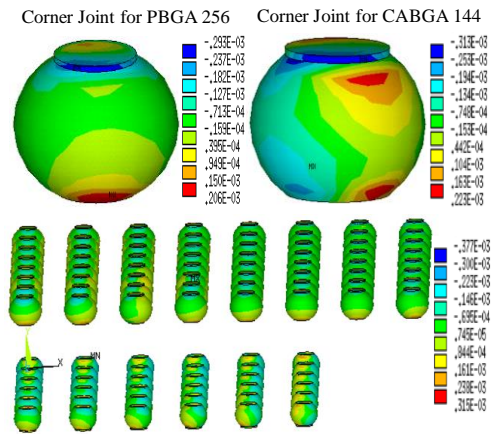 Corner Joint for PBGA 256
Corner Joint for CABGA 144
-.293E-03
-.237E-03
-.182E-03
-.127E-03
-.713E-04
-.159E-04
.395E-04
.949E-04
.150E-03
.206E-03
-.313E-03
-.253E-03
-.194E-03
-.134E-03
-.748E-04
-.153E-04
.442E-04
.104E-03
.163E-03
.223E-03
MX
-.377E-03
-.300E-03
-.223E-03
-.146E-03
-.695E-04
.745E-05
.844E-04
.161E-03
.238E-03
.315E-03
X
MN